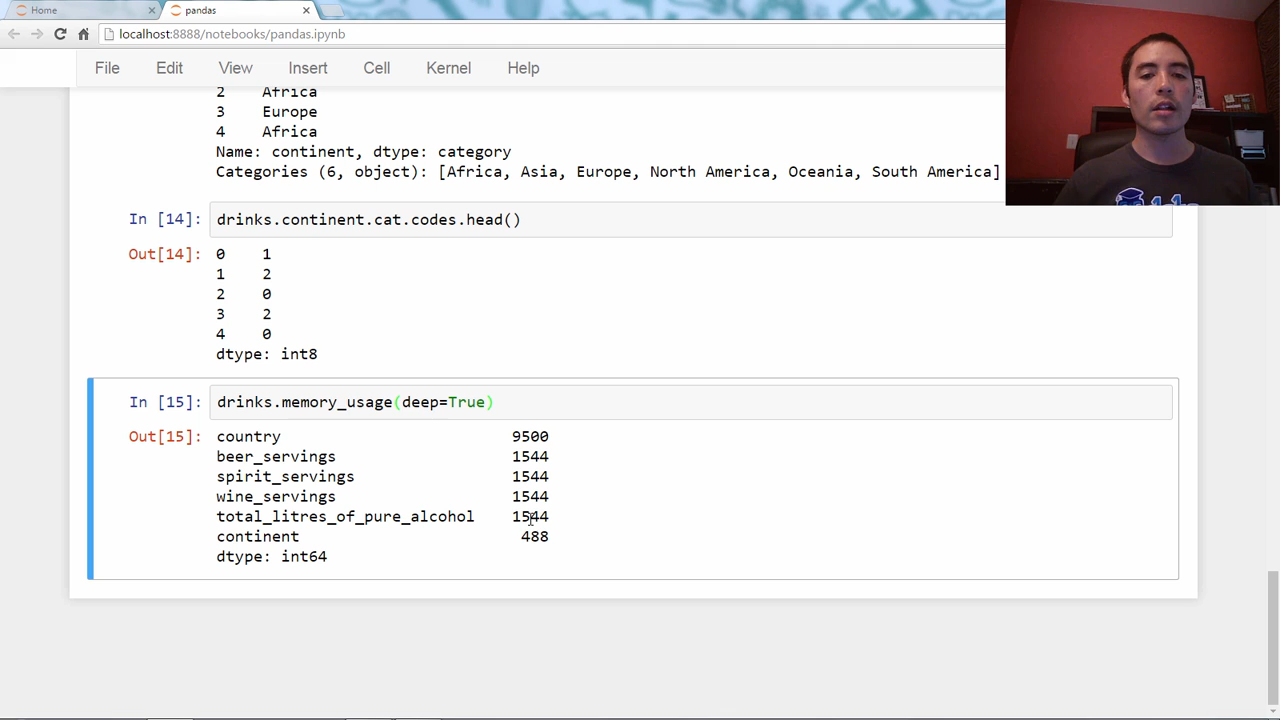 Home
pandas
localhost:8888/notebooks/pandas.ipynb
File Edit View Insert Cell Kernel Help
2 Africa
3 Europe
4 Africa
Name: continent, dtype: category
Categories (6, object): [Africa, Asia, Europe, North America, Oceania, South America]
In [14]: drinks.continent.cat.codes.head()
Out[14]: 0 1
1 2
2 0
3 2
4 0
dtype: int8
In [15]: drinks.memory_usage(deep=True)
Out[15]: country 9500
beer_servings 1544
spirit_servings 1544
wine_servings 1544
total_litres_of_pure_alcohol 1544
continent 488
dtype: int64